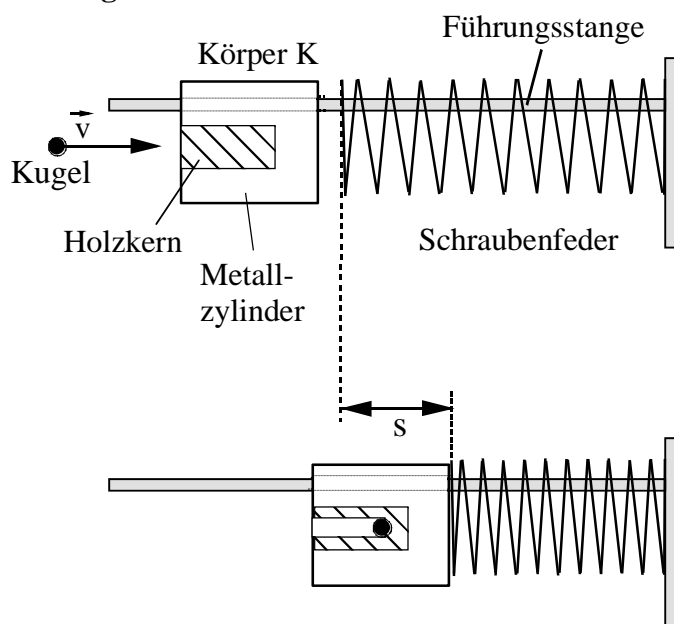 Führungsstange
Körper K
v
Kugel
Holzkern
Schraubenfeder
Metall-
zylinder
s